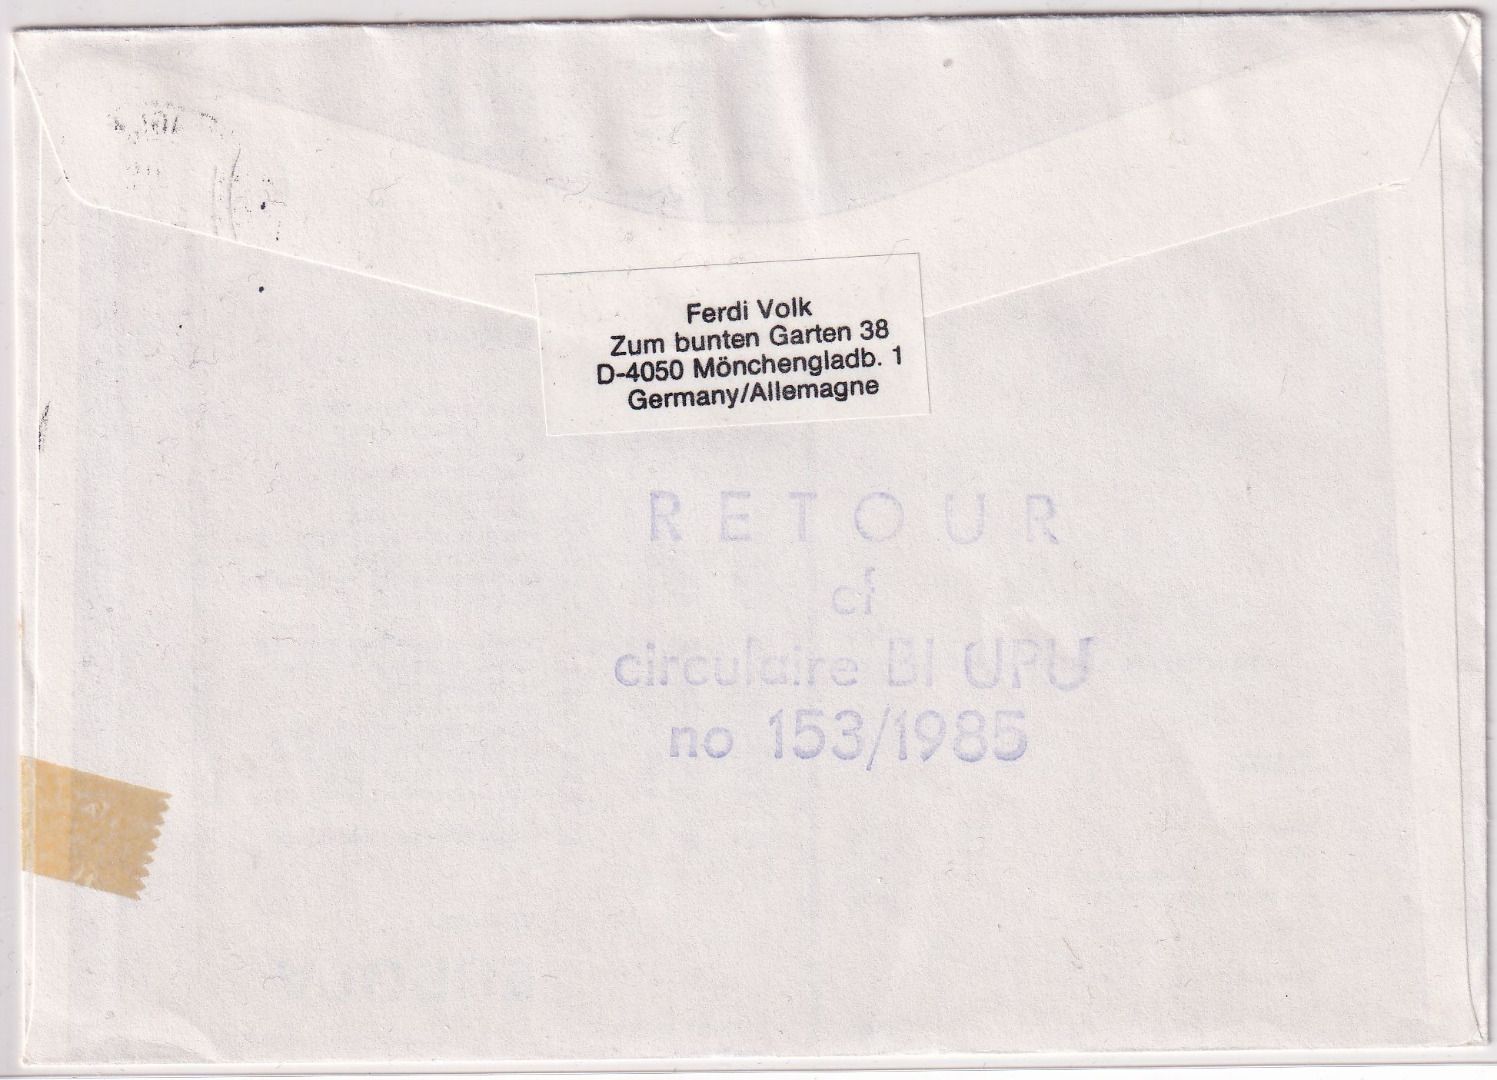 Ferdi Volk
Zum bunten Garten 38
D-4050 Mönchengladb. 1
Germany/Allemagne
RETOUR
cf
circulaire BI UPU
no 153/1985